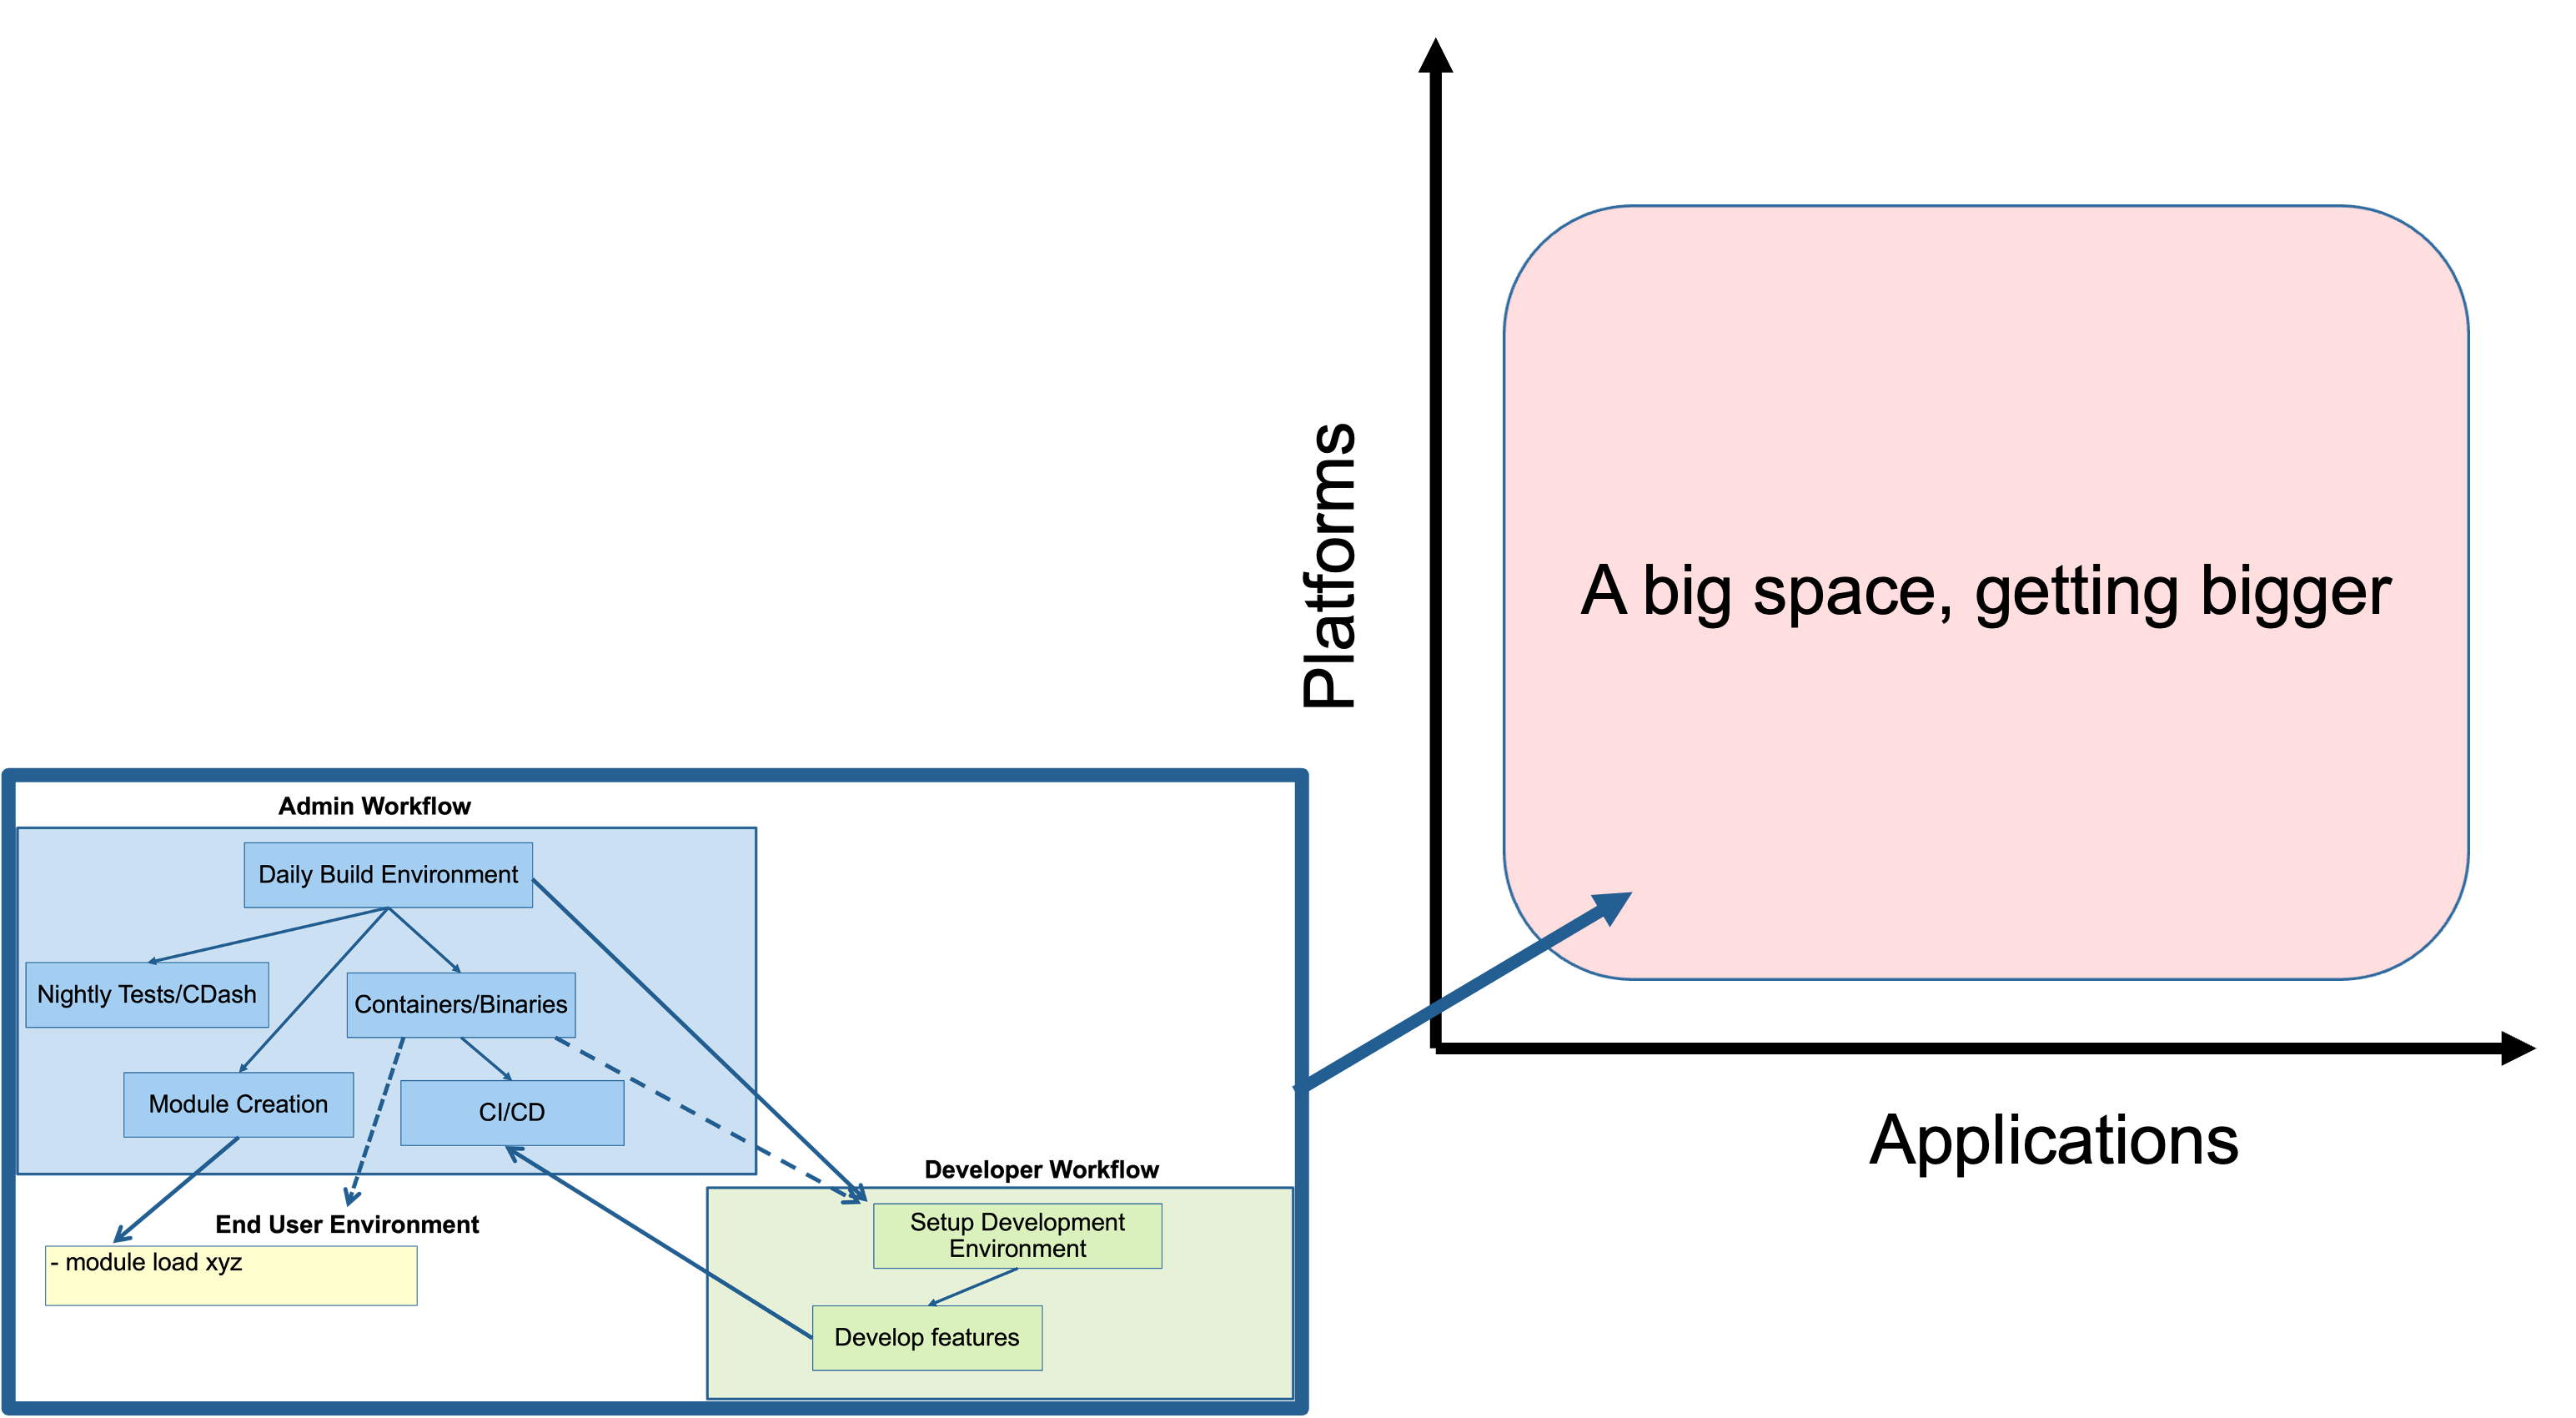 Platforms
A big space, getting bigger
Applications
Admin Workflow
Daily Build Environment
Nightly Tests/CDash
Containers/Binaries
Module Creation
CI/CD
End User Environment
- module load xyz
Developer Workflow
Setup Development
Environment
Develop features